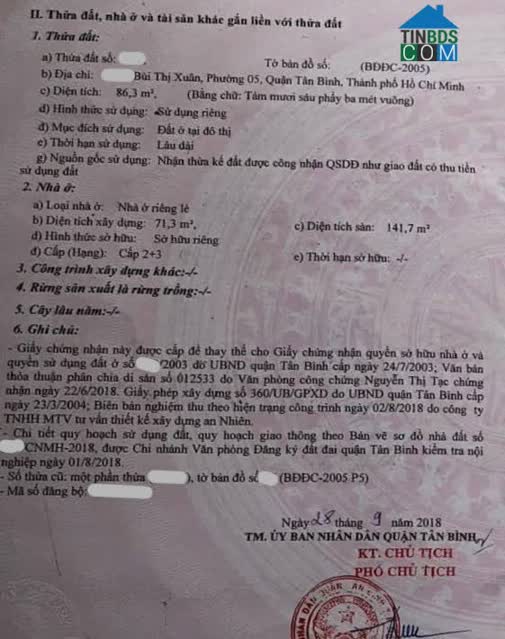 TINBDS
COM
II. Thửa đất, nhà ở và tài sản khác gắn liền với thửa đất
1. Thửa đất:
a) Thửa đất số: Tờ bản đồ số: (BĐĐC-2005)
b) Địa chỉ: Bùi Thị Xuân, Phường 05, Quận Tân Bình, Thành phố Hồ Chí Minh
c) Diện tích: 86,3 m², (Bằng chữ: Tám mươi sáu phẩy ba mét vuông)
d) Hình thức sử dụng: Sử dụng riêng
đ) Mục đích sử dụng: Đất ở tại đô thị
e) Thời hạn sử dụng: Lâu dài
g) Nguồn gốc sử dụng: Nhận thừa kế đất được công nhận QSDĐ như giao đất có thu tiền
sử dụng đất
2. Nhà ở:
a) Loại nhà ở: Nhà ở riêng lẻ
b) Diện tích xây dựng: 71,3 m², c) Diện tích sàn: 141,7 m²
d) Hình thức sở hữu: Sở hữu riêng
đ) Cấp (Hạng): Cấp 2+3 e) Thời hạn sở hữu: -/-
3. Công trình xây dựng khác:-/-
4. Rừng sản xuất là rừng trồng:-/-
5. Cây lâu năm:-/-
6. Ghi chú:
- Giấy chứng nhận này được cấp để thay thế cho Giấy chứng nhận quyền sở hữu nhà ở và
quyền sử dụng đất ở số /2003 do UBND quận Tân Bình cấp ngày 24/7/2003; Văn bản
thỏa thuận phân chia di sản số 012533 do Văn phòng công chứng Nguyễn Thị Tạc chứng
nhận ngày 22/6/2018. Giấy phép xây dựng số 360/UB/GPXD do UBND quận Tân Bình cấp
ngày 23/3/2004; Biên bản nghiệm thu theo hiện trạng công trình ngày 02/8/2018 do công ty
TNHH MTV tư vấn thiết kế xây dựng an Nhiên.
- Chi tiết quy hoạch sử dụng đất, quy hoạch giao thông theo Bản vẽ sơ đồ nhà đất số
CNMH-2018, được Chi nhánh Văn phòng Đăng ký đất đai quận Tân Bình kiểm tra nội
nghiệp ngày 01/8/2018.
- Số thửa cũ: một phần thửa ), tờ bản đồ số (BĐĐC-2005 P5)
- Mã số đăng bộ:
Ngày 28 tháng 9 năm 2018
TM. ỦY BAN NHÂN DÂN QUẬN TÂN BÌNH
KT. CHỦ TỊCH
PHÓ CHỦ TỊCH